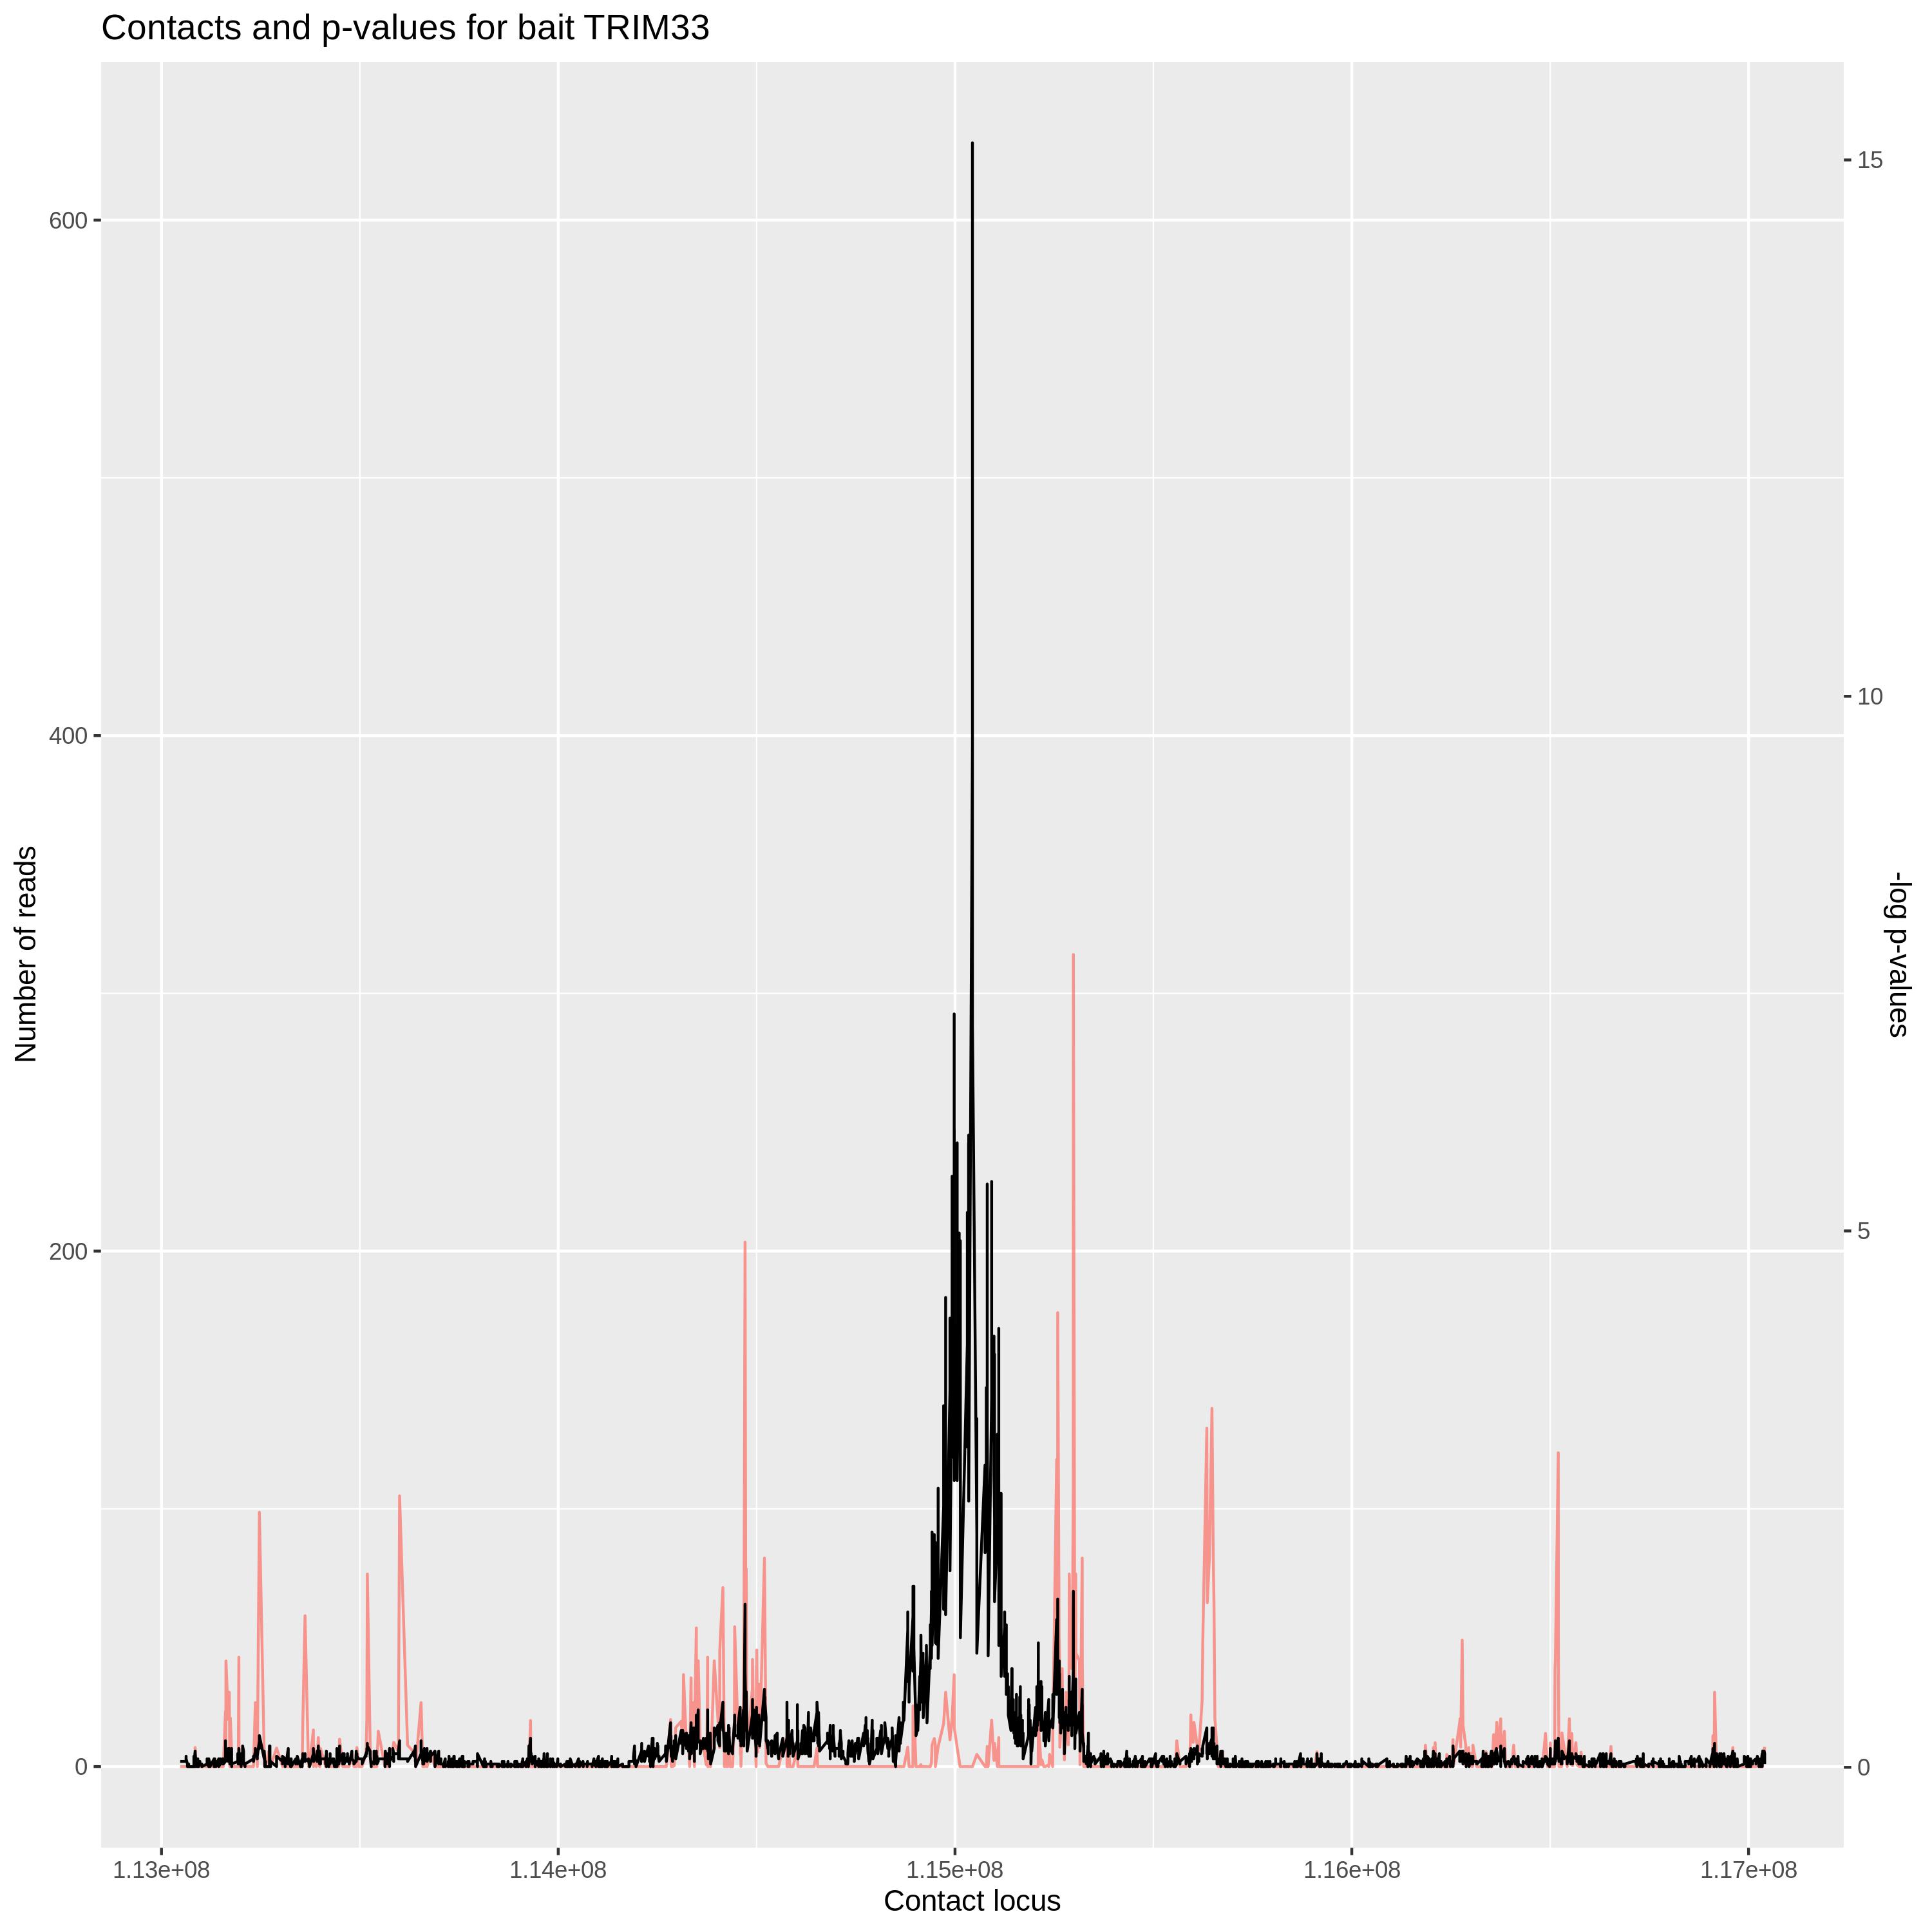 Contacts and p-values for bait TRIM33
Number of reads
600
400
200
0
15
10
5
0
-log p-values
1.13e+08
1.14e+08
1.15e+08
1.16e+08
1.17e+08
Contact locus